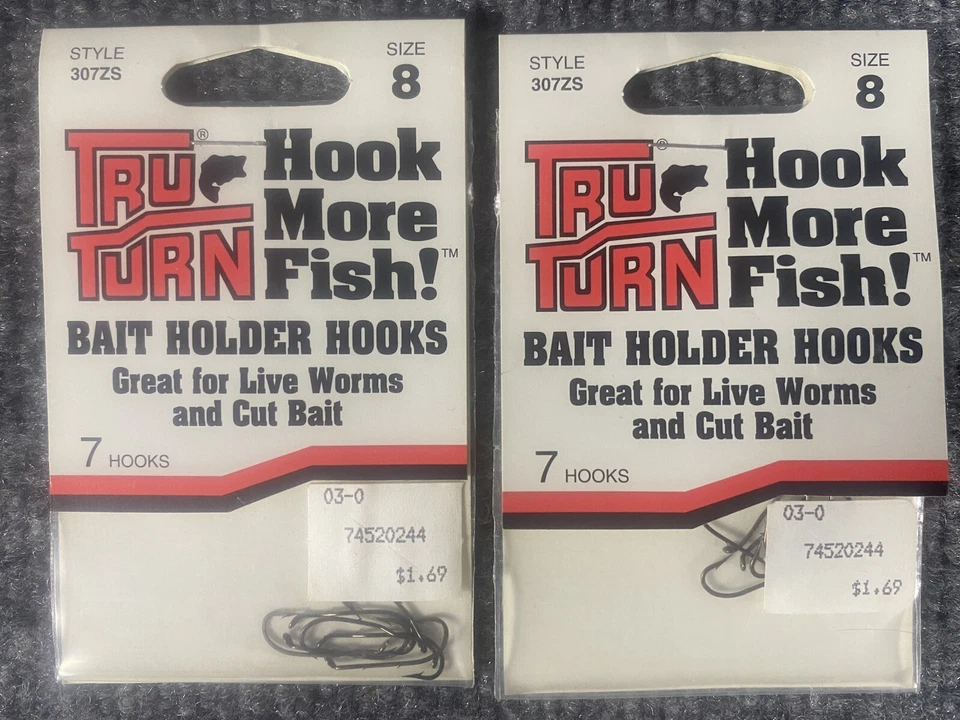 STYLE
307ZS
SIZE
8
TRU
TURN
®
Hook
More
Fish!™
BAIT HOLDER HOOKS
Great for Live Worms
and Cut Bait
7 HOOKS
03-0
74520244
$1.69
STYLE
307ZS
SIZE
8
TRU
TURN
®
Hook
More
Fish!™
BAIT HOLDER HOOKS
Great for Live Worms
and Cut Bait
7 HOOKS
03-0
74520244
$1.69